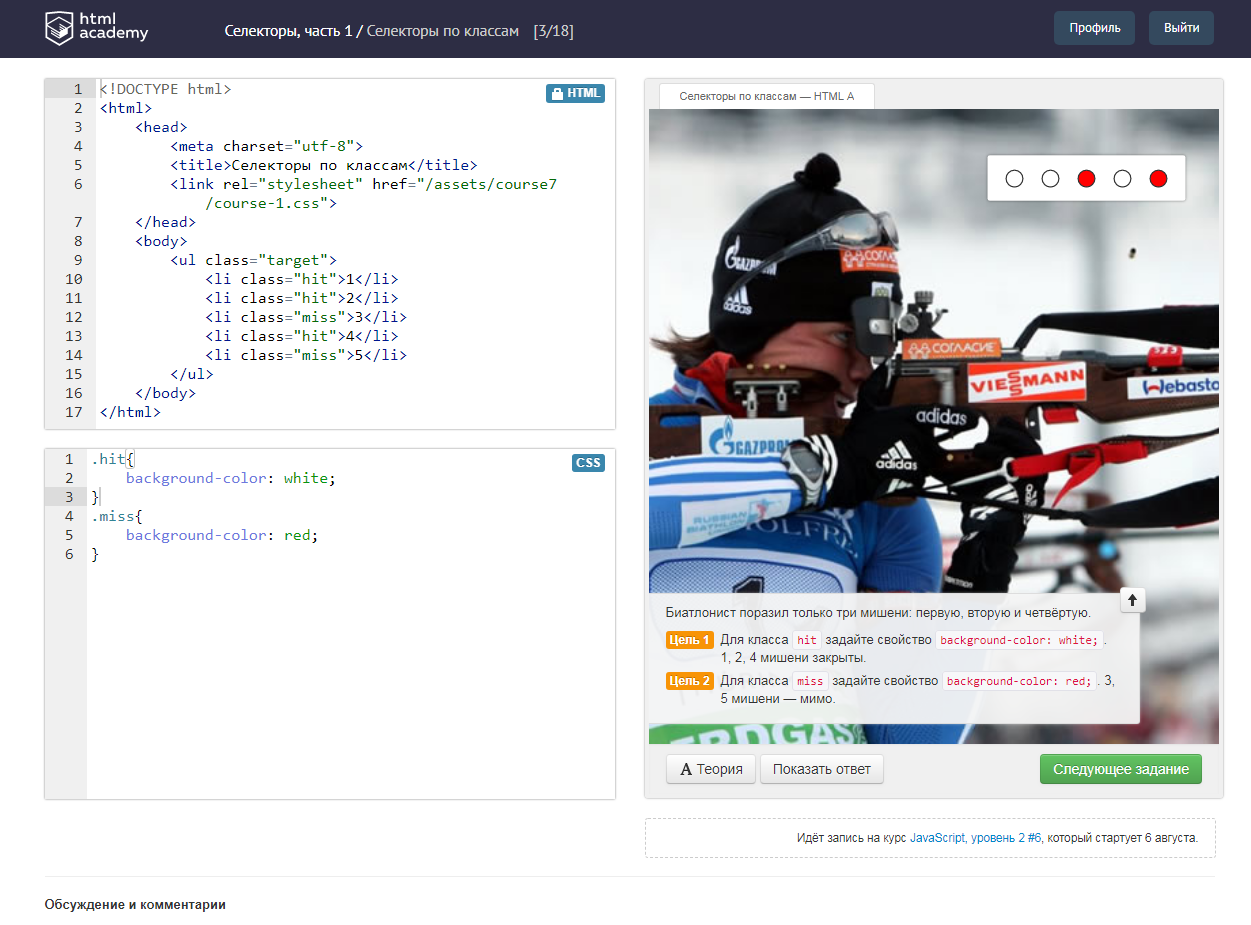 html
academy
Селекторы, часть 1 / Селекторы по классам [3/18]
Профиль
Выйти
1 <!DOCTYPE html>
2 <html>
3 <head>
4 <meta charset="utf-8">
5 <title>Селекторы по классам</title>
6 <link rel="stylesheet" href="/assets/course7
/course-1.css">
7 </head>
8 <body>
9 <ul class="target">
10 <li class="hit">1</li>
11 <li class="hit">2</li>
12 <li class="miss">3</li>
13 <li class="hit">4</li>
14 <li class="miss">5</li>
15 </ul>
16 </body>
17 </html>
HTML
1 .hit{
2 background-color: white;
3 }
4 .miss{
5 background-color: red;
6 }
CSS
Селекторы по классам — HTML A
GAZPROM
adidas
СОГЛАСИЕ
СОГЛАСИЕ
VIESSMANN
Webasto
adidas
GAZPROM
adidas
RUSSIAN
BIATHLON
UNION
ODLFRE
1
ERDGAS
Биатлонист поразил только три мишени: первую, вторую и четвёртую.
Цель 1 Для класса hit задайте свойство background-color: white; .
1, 2, 4 мишени закрыты.
Цель 2 Для класса miss задайте свойство background-color: red; . 3,
5 мишени — мимо.
A Теория
Показать ответ
Следующее задание
Идёт запись на курс JavaScript, уровень 2 #6, который стартует 6 августа.
Обсуждение и комментарии